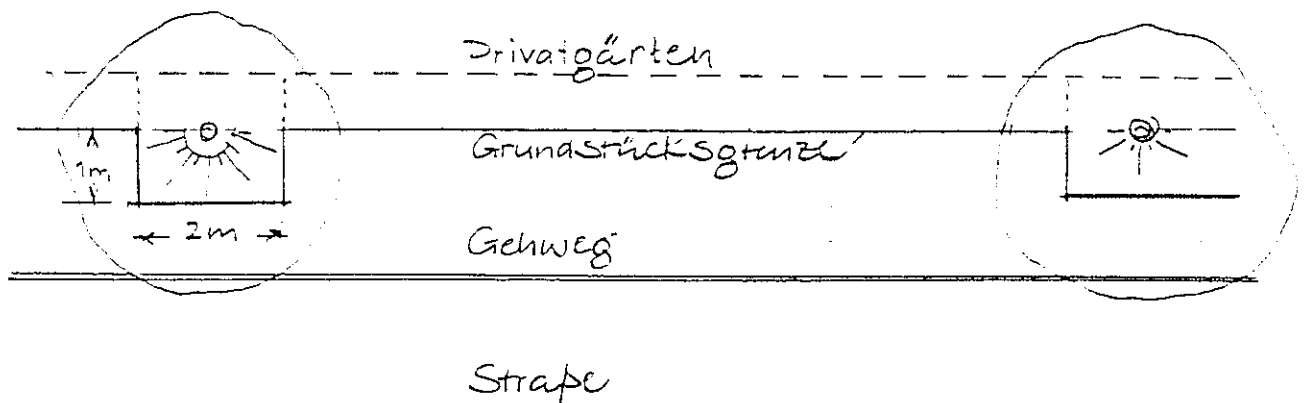 Privatgärten
Grundstücksgrenze
1m
2m
Gehweg
Straße